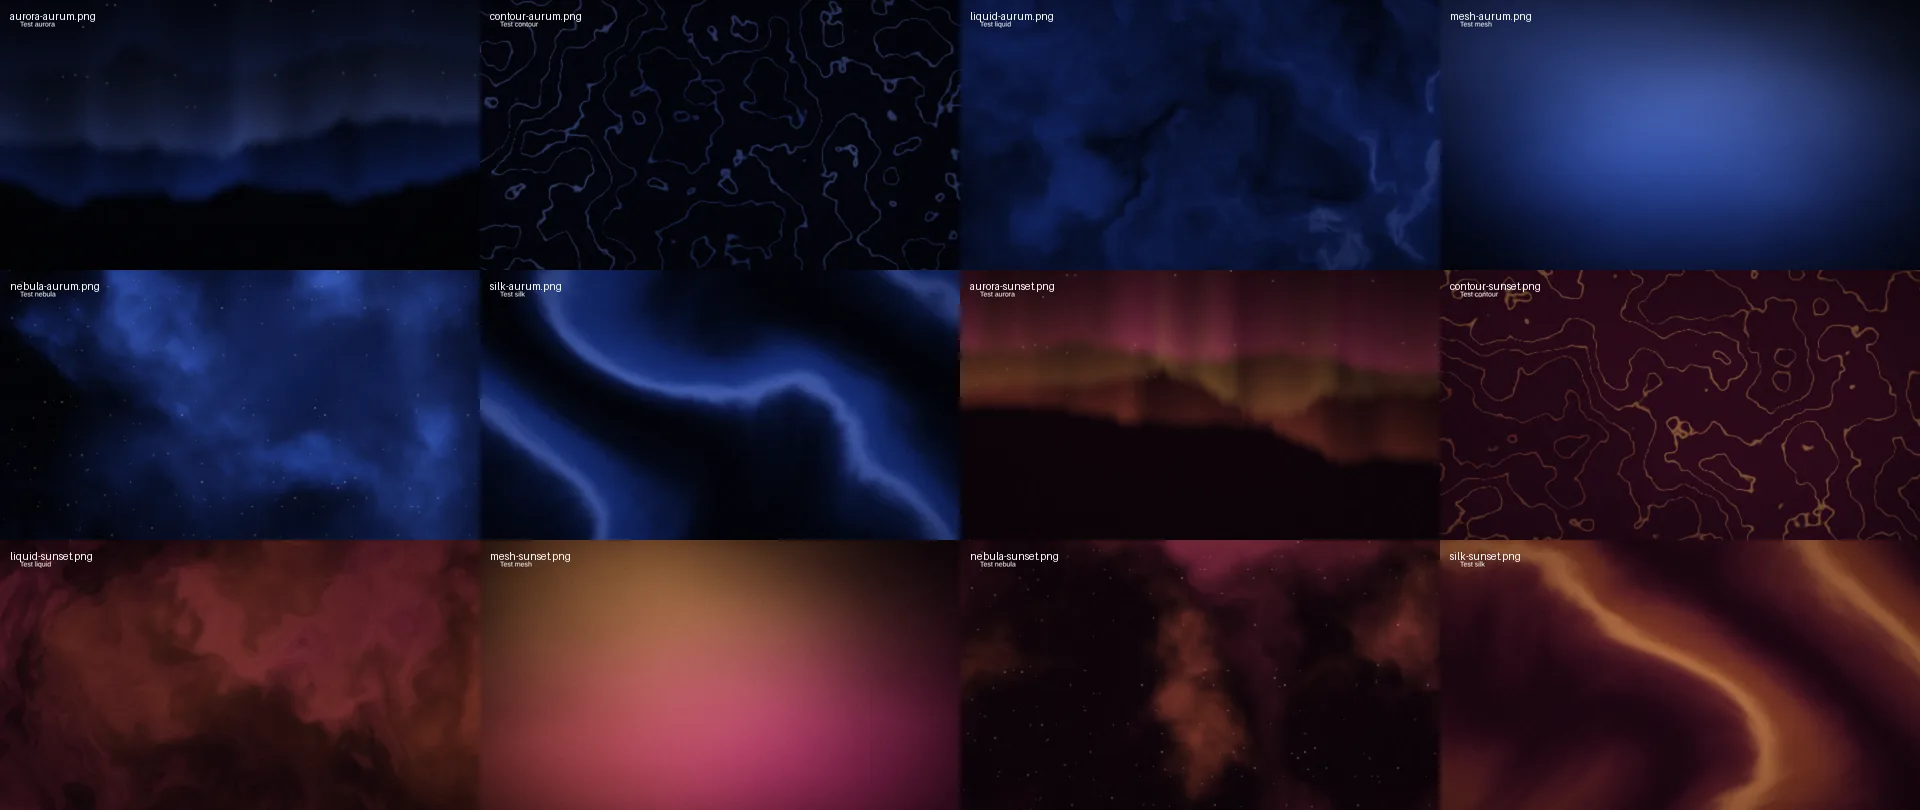 aurora-aurum.png
Test aurora
contour-aurum.png
Test contour
liquid-aurum.png
Test liquid
mesh-aurum.png
Test mesh
nebula-aurum.png
Test nebula
silk-aurum.png
Test silk
aurora-sunset.png
Test aurora
contour-sunset.png
Test contour
liquid-sunset.png
Test liquid
mesh-sunset.png
Test mesh
nebula-sunset.png
Test nebula
silk-sunset.png
Test silk